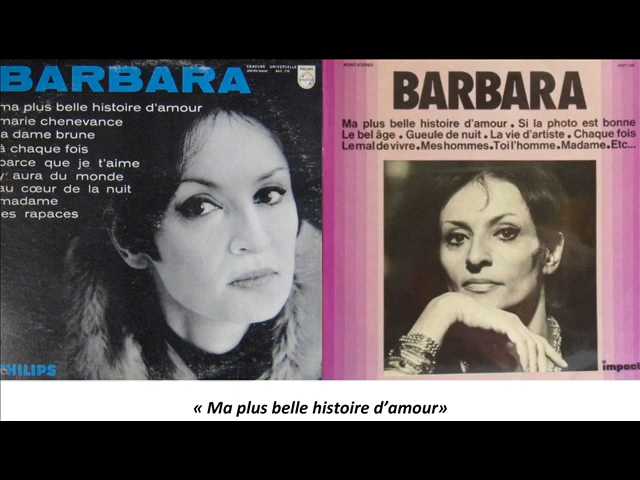 BARBARA
ma plus belle histoire d'amour
marie chenevance
la dame brune
à chaque fois
parce que je t'aime
y' aura du monde
au cœur de la nuit
madame
les rapaces
PHILIPS
BARBARA
Ma plus belle histoire d'amour. Si la photo est bonne
Le bel âge. Gueule de nuit. La vie d'artiste. Chaque fois
Le mal de vivre. Mes hommes. Toi l'homme. Madame. Etc...
impact
« Ma plus belle histoire d'amour»